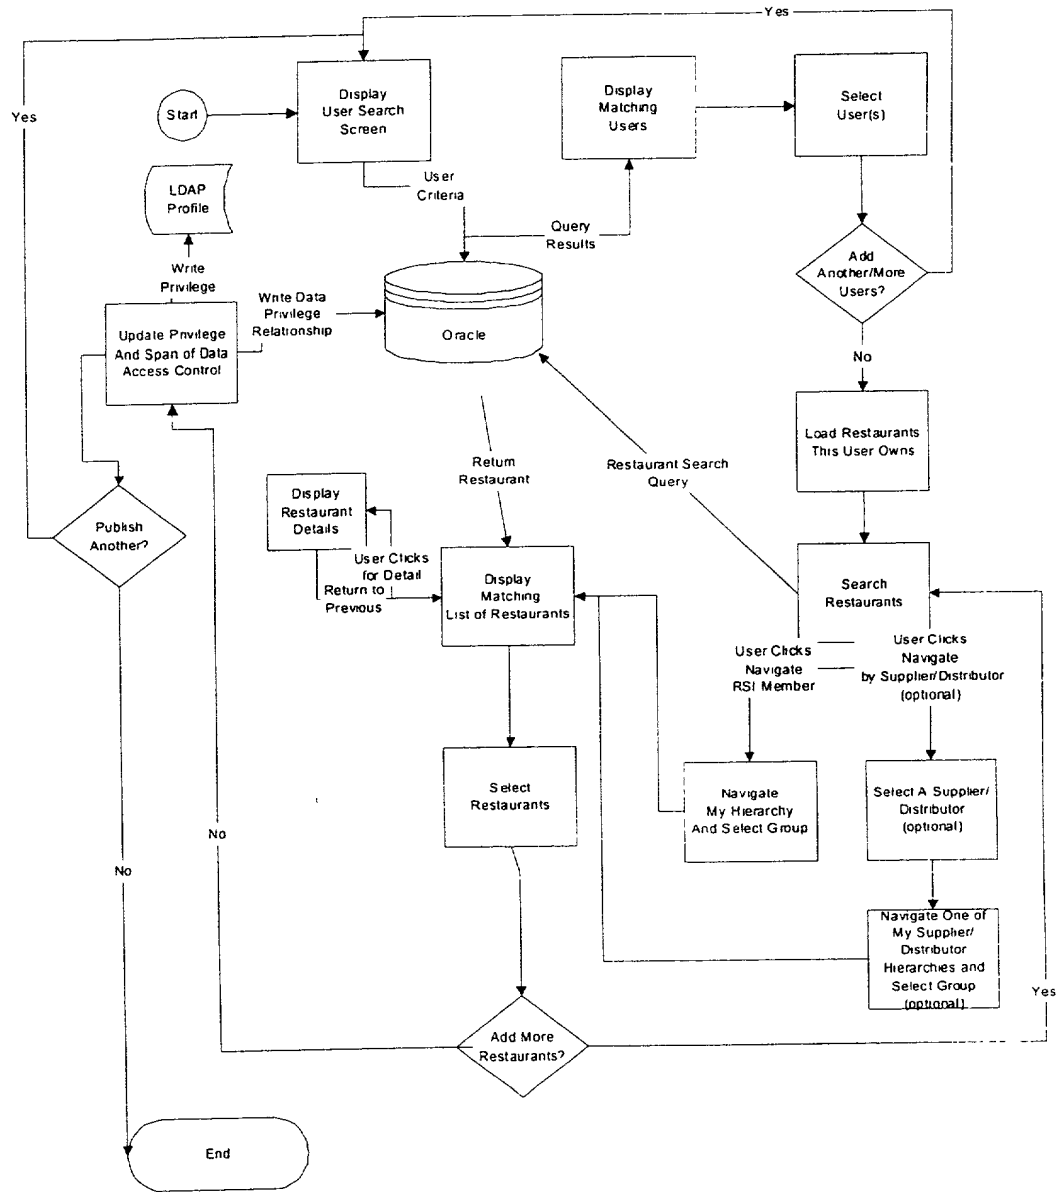 Yes
Yes
Start
Display
User Search
Screen
Display
Matching
Users
Select
User(s)
LDAP
Profile
User
Criteria
Query
Results
Add
Another/More
Users?
Write
Privilege
Write Data
Privilege
Relationship
Update Privilege
And Span of Data
Access Control
Oracle
No
Load Restaurants
This User Owns
Return
Restaurant
Restaurant Search
Query
Display
Restaurant
Details
Publish
Another?
User Clicks
for Detail
Return to
Previous
Display
Matching
List of Restaurants
Search
Restaurants
User Clicks
Navigate
RSI Member
User Clicks
Navigate
by Supplier/Distributor
(optional)
Select
Restaurants
Navigate
My Hierarchy
And Select Group
Select A Supplier/
Distributor
(optional)
No
No
Navigate One of
My Supplier/
Distributor
Hierarchies and
Select Group
(optional)
Yes
Add More
Restaurants?
End